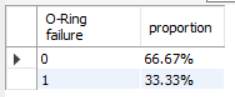 O-Ring
failure proportion
0 66.67%
1 33.33%